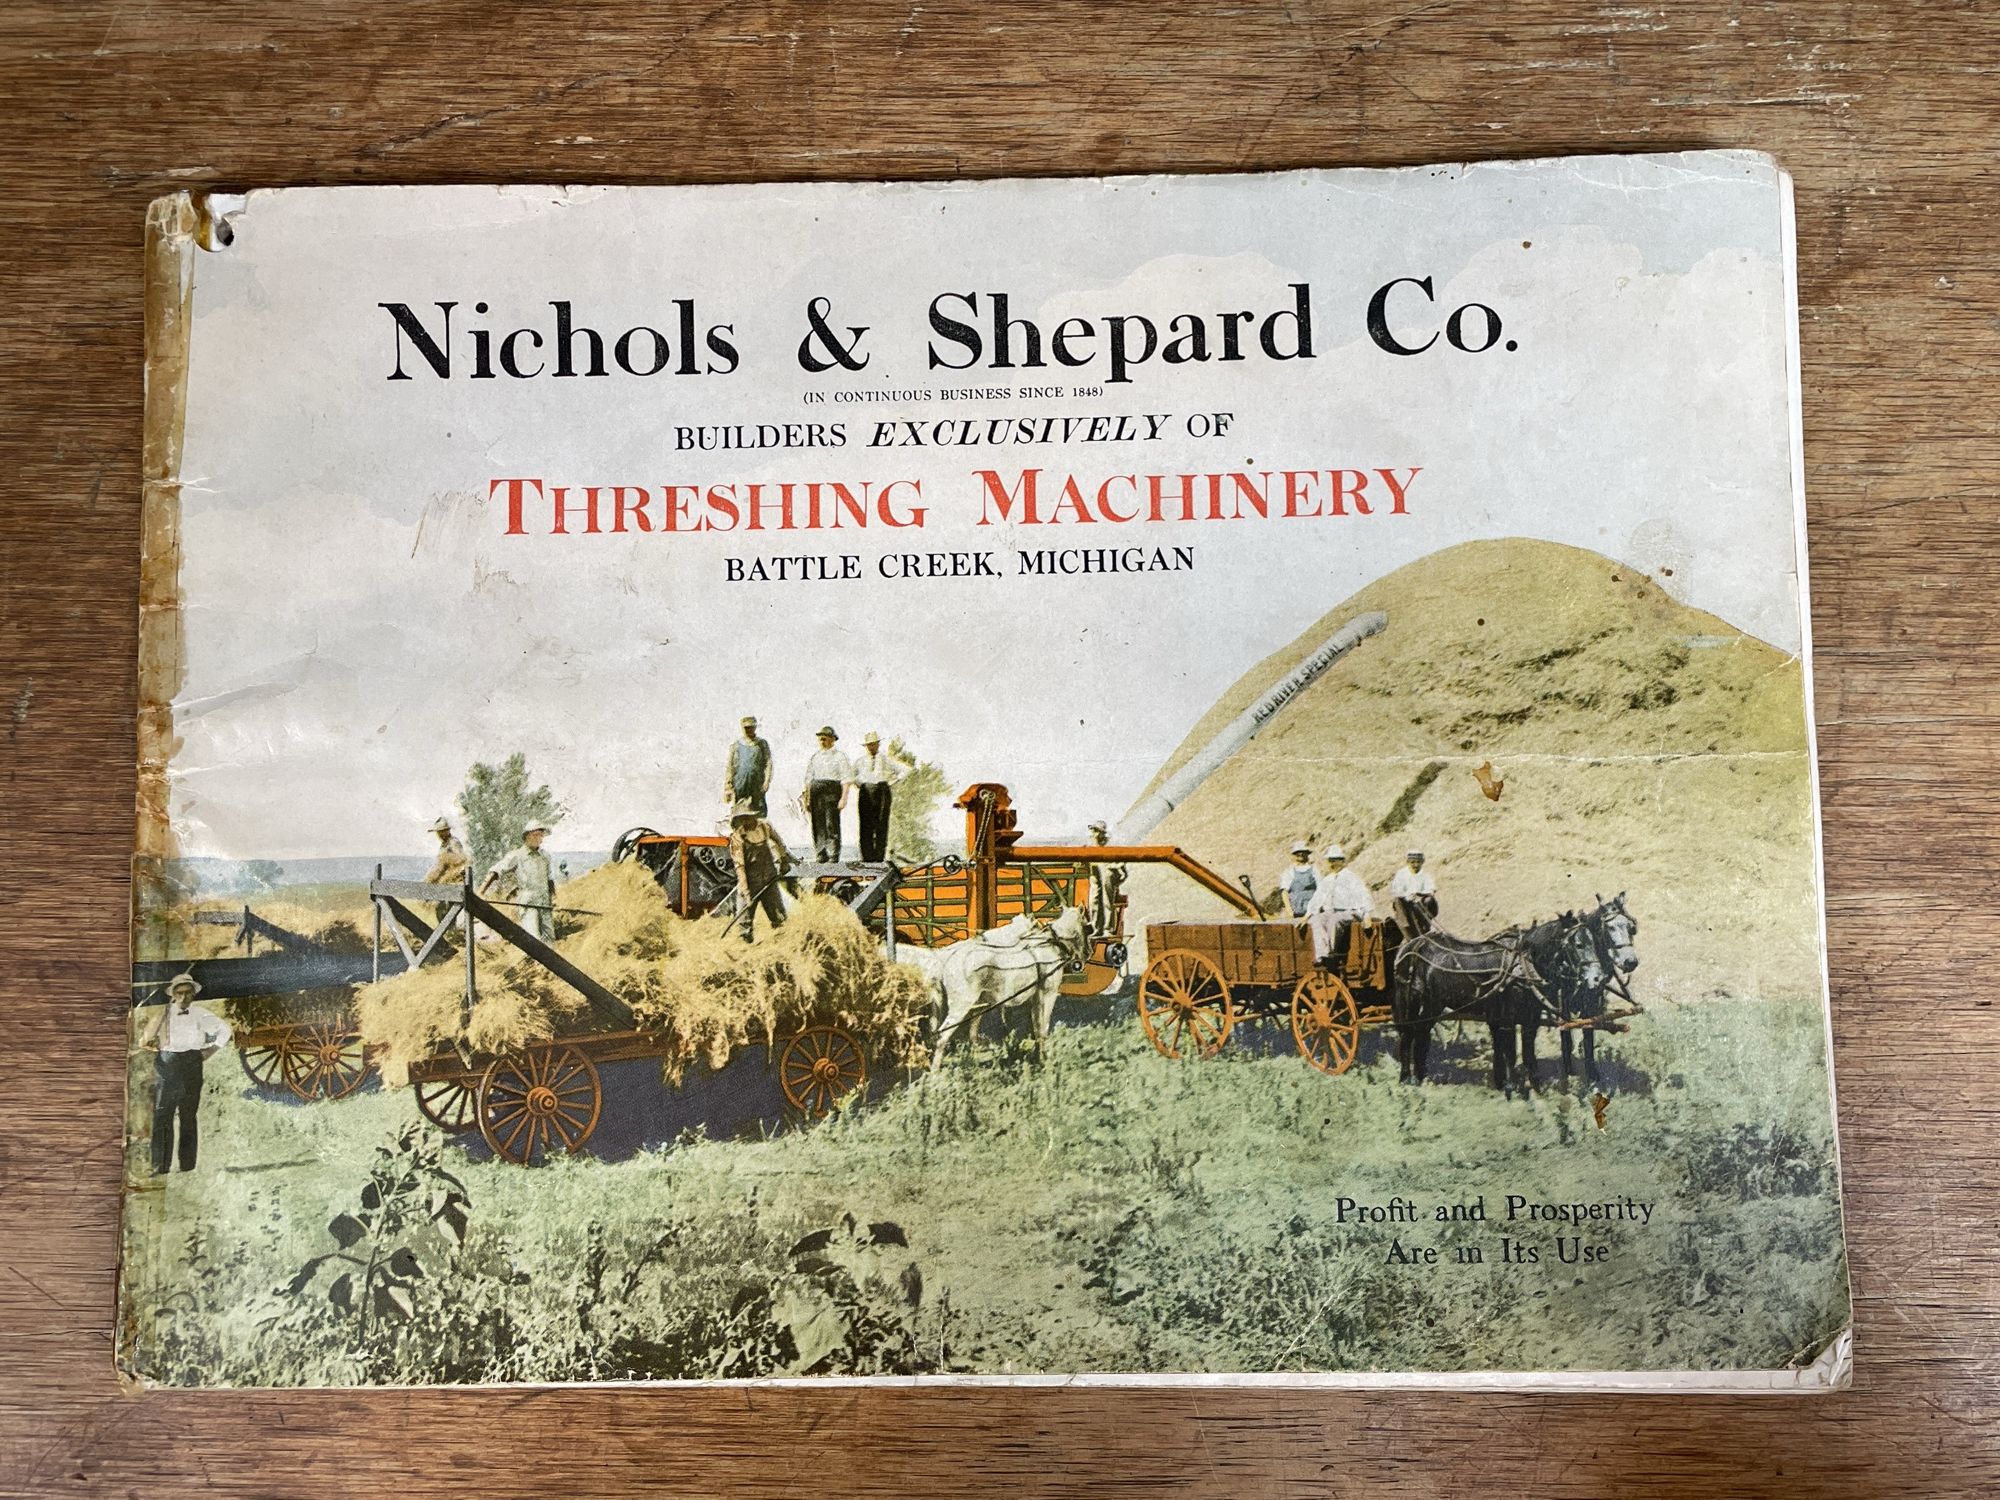 Nichols & Shepard Co.
(IN CONTINUOUS BUSINESS SINCE 1848)
BUILDERS EXCLUSIVELY OF
THRESHING MACHINERY
BATTLE CREEK, MICHIGAN
RED RIVER SPECIAL
Profit and Prosperity
Are in Its Use